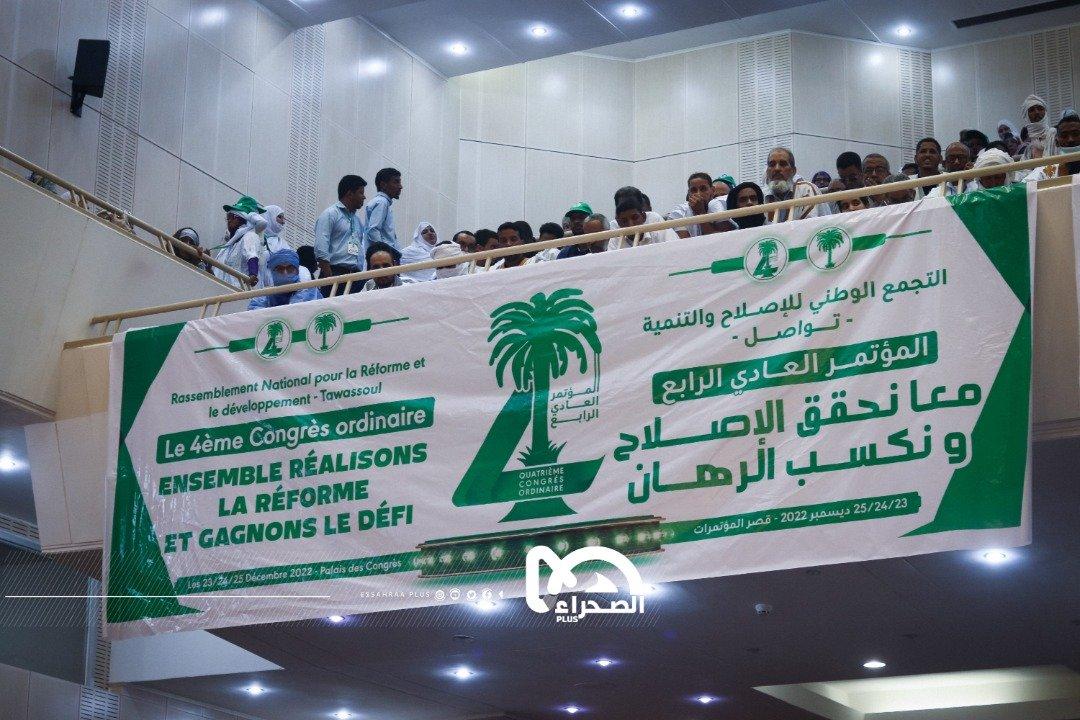 Rassemblement National pour la Réforme et
le développement - Tawassoul
Le 4ème Congrès ordinaire
ENSEMBLE RÉALISONS
LA RÉFORME
ET GAGNONS LE DÉFI
Les 23/24/25 Décembre 2022 - Palais des Congrès
المؤتمر
العادي
الرابع
QUATRIÈME
CONGRÈS
ORDINAIRE
التجمع الوطني للإصلاح والتنمية
- تواصل -
المؤتمر العادي الرابع
معا نحقق الإصلاح
و نكسب الرهان
25/24/23 ديسمبر 2022 - قصر المؤتمرات
ESSAHRAA PLUS
الصحراء
PLUS